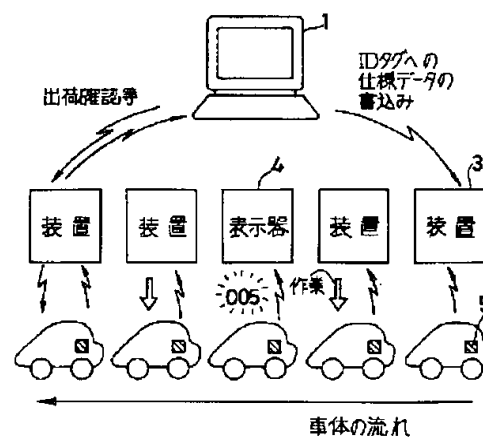 1
出荷確認等
IDタグへの
仕様データの
書込み
4
3
装置
装置
表示器
装置
装置
005
作業
5
車体の流れ